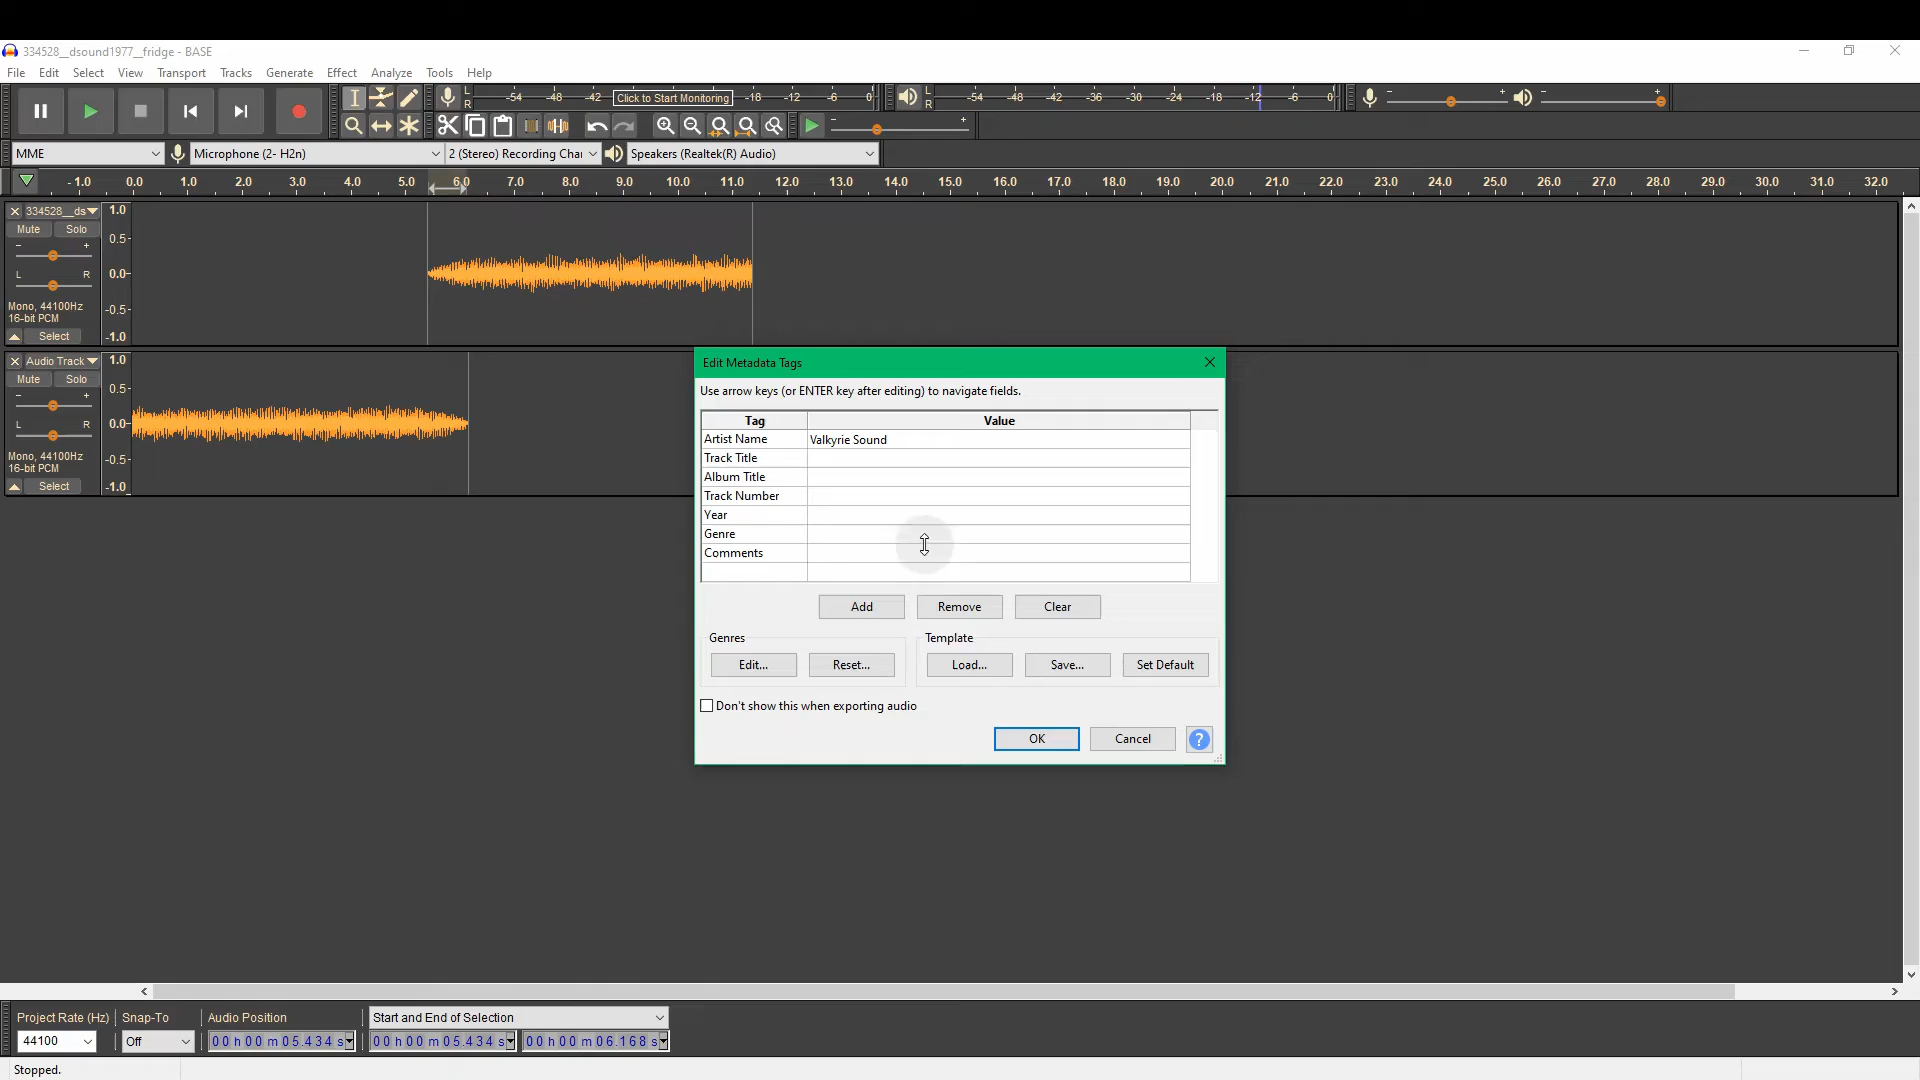 334528__dsound1977__fridge - BASE
File Edit Select View Transport Tracks Generate Effect Analyze Tools Help
L R -54 -48 -42 Click to Start Monitoring -18 -12 -6 0 L R -54 -48 -42 -36 -30 -24 -18 -12 -6 0 - + - +
- +
MME Microphone (2- H2n) 2 (Stereo) Recording Chai Speakers (Realtek(R) Audio)
-1.0 0.0 1.0 2.0 3.0 4.0 5.0 6.0 7.0 8.0 9.0 10.0 11.0 12.0 13.0 14.0 15.0 16.0 17.0 18.0 19.0 20.0 21.0 22.0 23.0 24.0 25.0 26.0 27.0 28.0 29.0 30.0 31.0 32.0
334528__ds 1.0
Mute Solo
- + 0.5-
L R 0.0-
Mono, 44100Hz
16-bit PCM -0.5-
Select -1.0
Audio Track 1.0
Mute Solo
- + 0.5-
L R 0.0-
Mono, 44100Hz
16-bit PCM -0.5-
Select -1.0
Edit Metadata Tags
Use arrow keys (or ENTER key after editing) to navigate fields.
Tag Value
Artist Name Valkyrie Sound
Track Title
Album Title
Track Number
Year
Genre
Comments
Add Remove Clear
Genres Template
Edit... Reset... Load... Save... Set Default
Don't show this when exporting audio
OK Cancel ?
Project Rate (Hz) Snap-To Audio Position Start and End of Selection
44100 Off 00 h 00 m 05.434 s 00 h 00 m 05.434 s 00 h 00 m 06.168 s
Stopped.